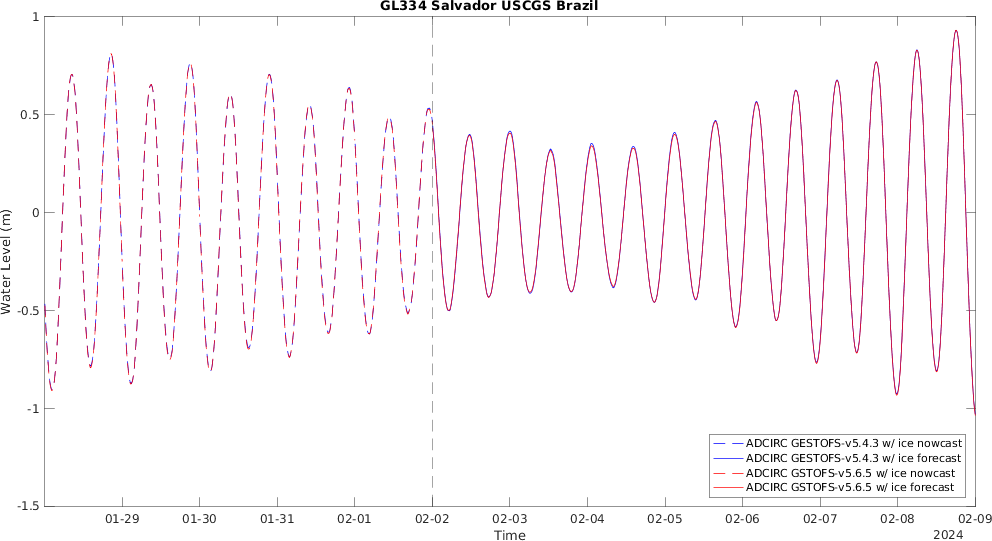 GL334 Salvador USCGS Brazil
1
0.5
0
-0.5
-1
-1.5
Water Level (m)
01-29 01-30 01-31 02-01 02-02 02-03 02-04 02-05 02-06 02-07 02-08 02-09
Time
2024
ADCIRC GESTOFS-v5.4.3 w/ ice nowcast
ADCIRC GESTOFS-v5.4.3 w/ ice forecast
ADCIRC GSTOFS-v5.6.5 w/ ice nowcast
ADCIRC GSTOFS-v5.6.5 w/ ice forecast